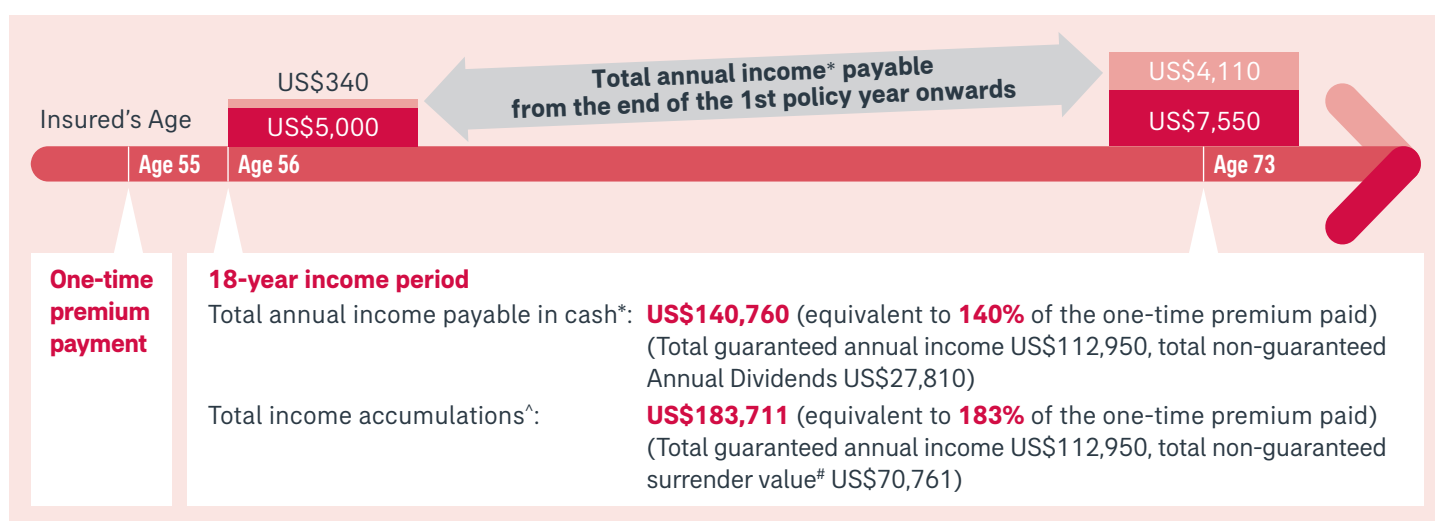 US$340
Total annual income* payable
from the end of the 1st policy year onwards
US$4,110
Insured's Age
US$5,000
US$7,550
Age 55
Age 56
Age 73
One-time
premium
payment
18-year income period
Total annual income payable in cash*: US$140,760 (equivalent to 140% of the one-time premium paid)
(Total guaranteed annual income US$112,950, total non-guaranteed
Annual Dividends US$27,810)
Total income accumulations^: US$183,711 (equivalent to 183% of the one-time premium paid)
(Total guaranteed annual income US$112,950, total non-guaranteed
surrender value# US$70,761)